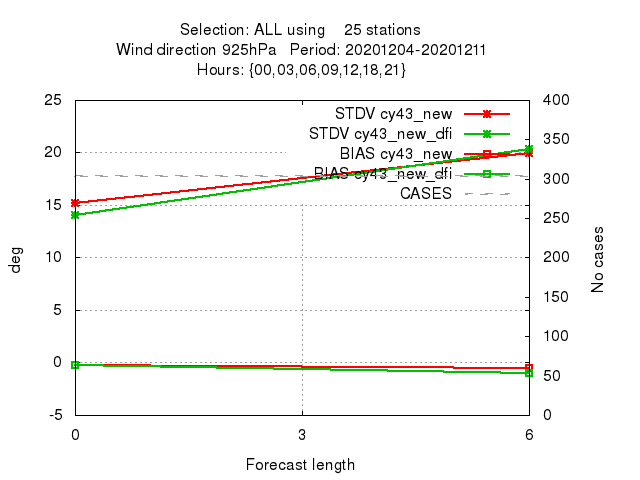 Selection: ALL using    25 stations
Wind direction 925hPa   Period: 20201204-20201211
Hours: {00,03,06,09,12,18,21}
25
20
15
10
5
0
-5
400
350
300
250
200
150
100
50
0
STDV cy43_new
STDV cy43_new_dfi
BIAS cy43_new
BIAS cy43_new_dfi
CASES
deg
No cases
0
3
6
Forecast length